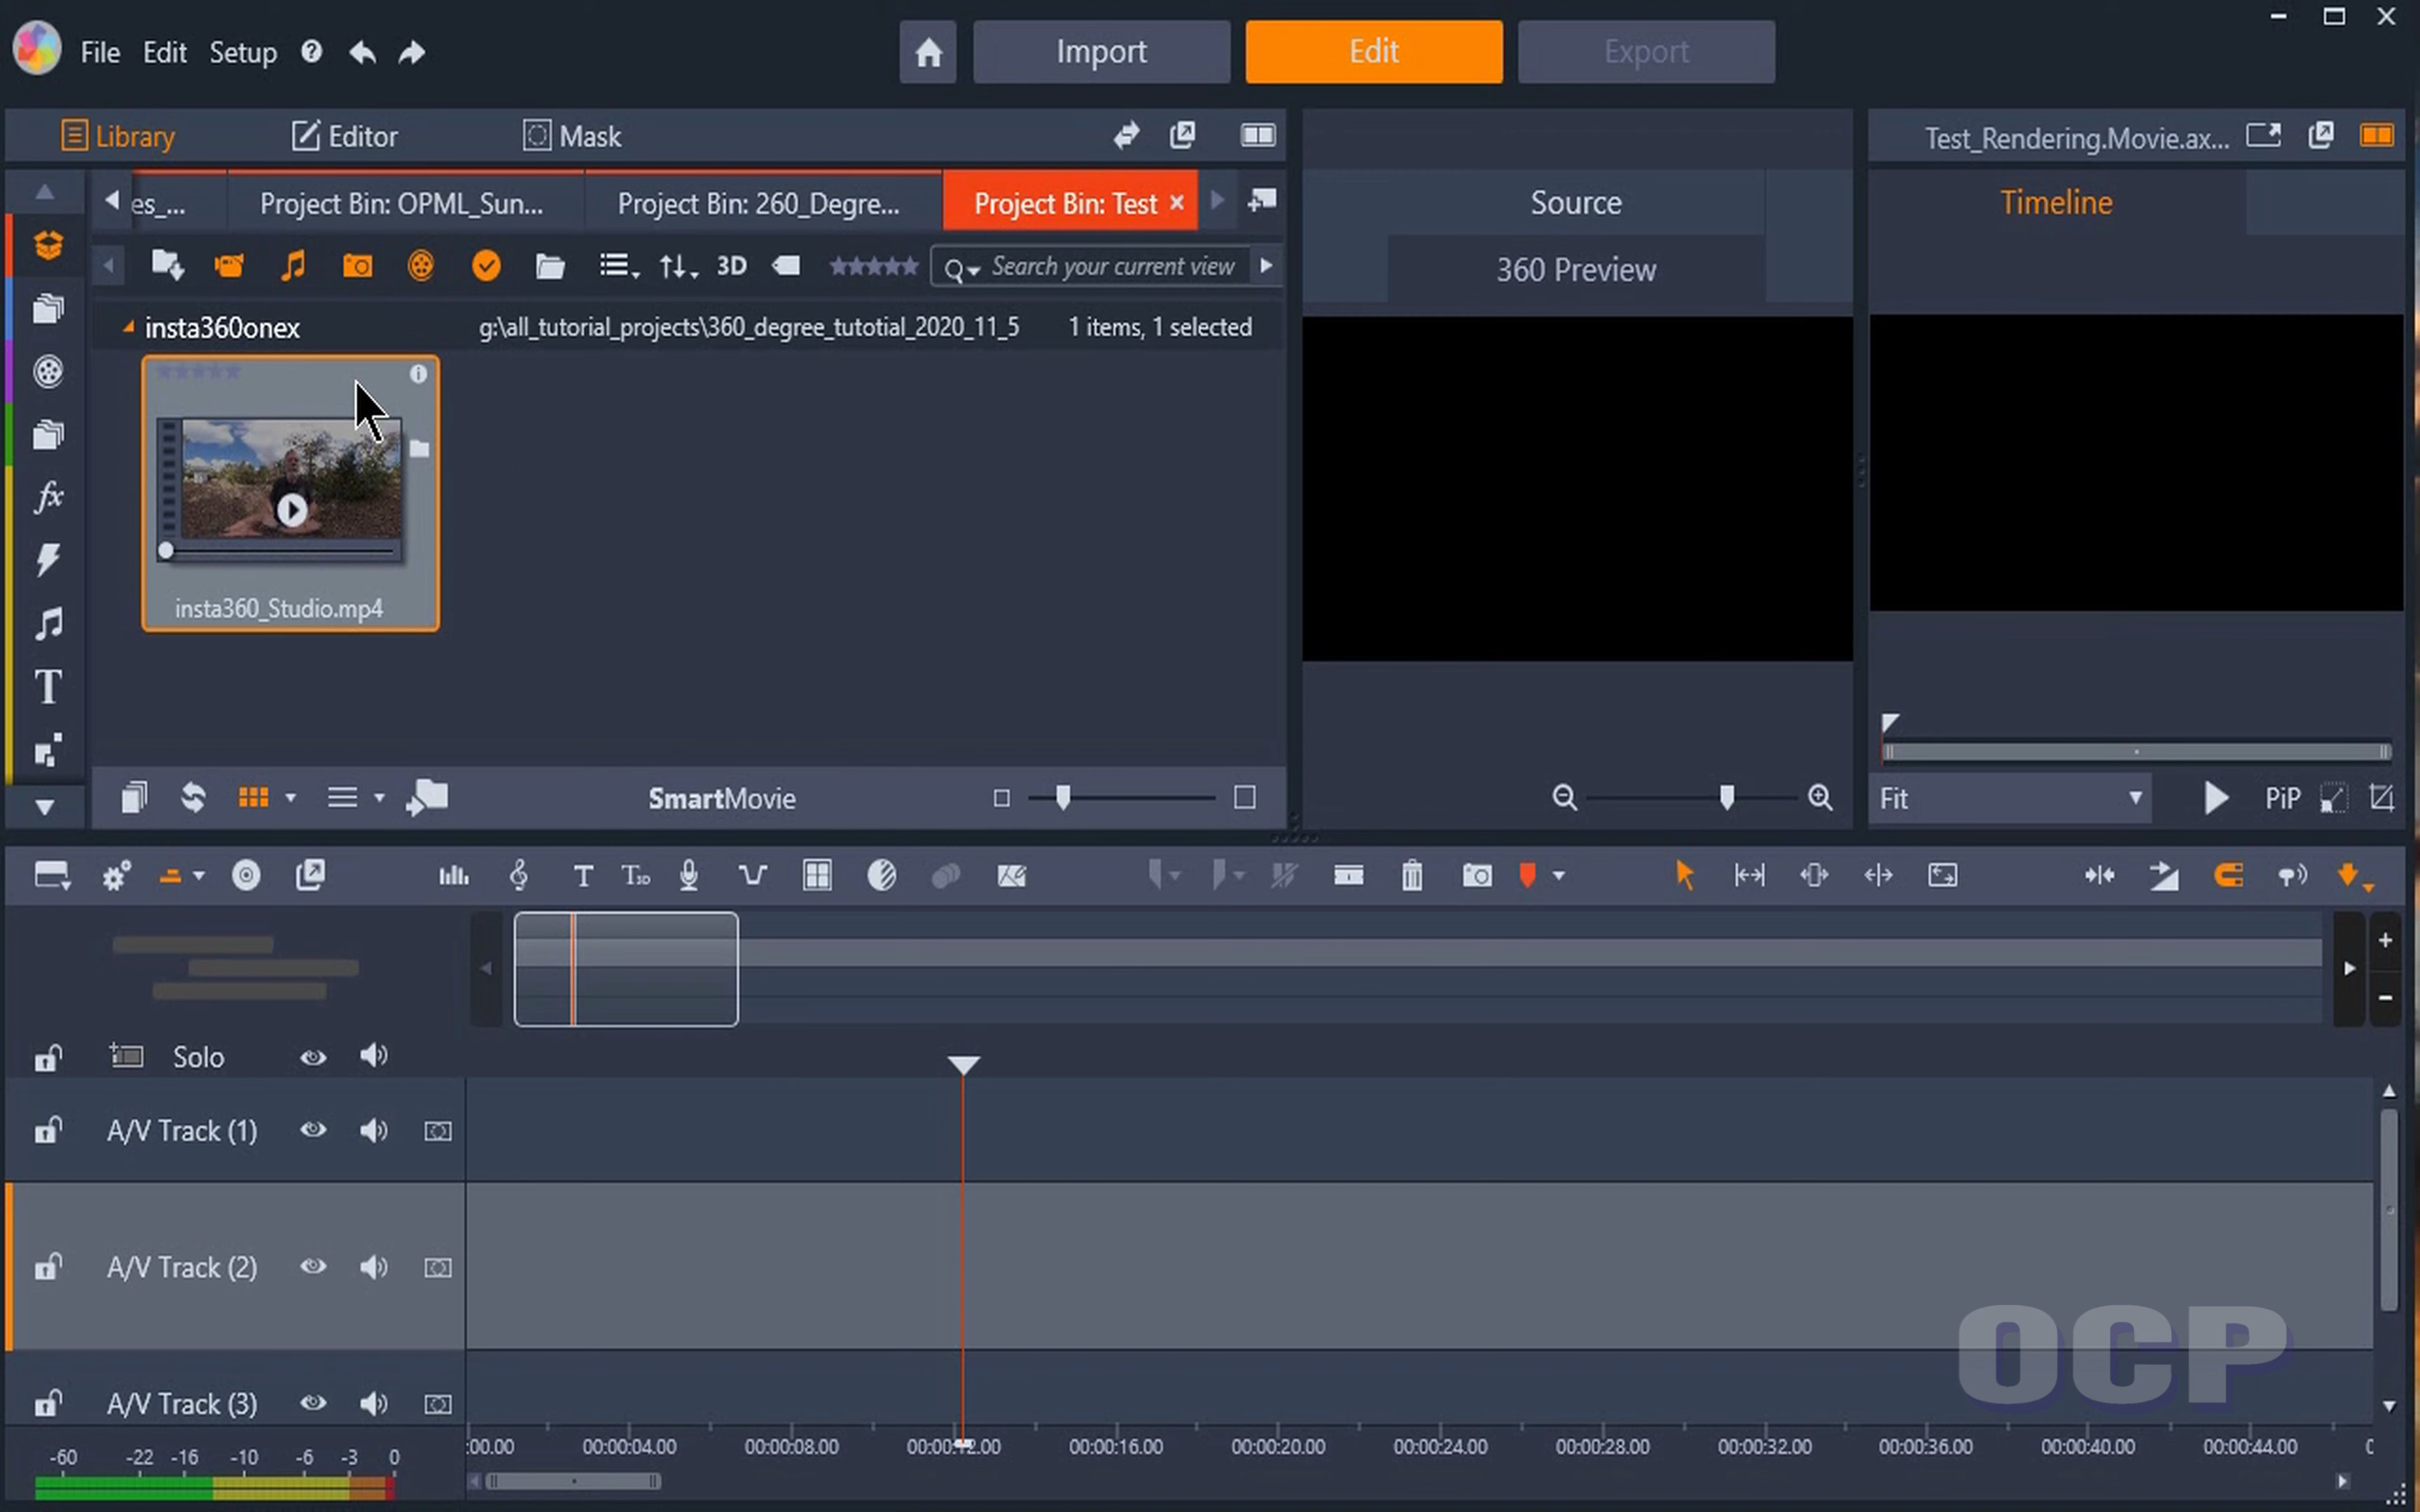 File Edit Setup
Import Edit Export
Library Editor Mask
Test_Rendering.Movie.ax...
es_... Project Bin: OPML_Sun... Project Bin: 260_Degre... Project Bin: Test
Source
Timeline
3D Search your current view
360 Preview
insta360onex g:\all_tutorial_projects\360_degree_tutotial_2020_11_5 1 items, 1 selected
insta360_Studio.mp4
fx
T
SmartMovie
Fit PiP
T T3D
Solo
A/V Track (1)
A/V Track (2)
OCP
A/V Track (3)
:00.00 00:00:04.00 00:00:08.00 00:00:12.00 00:00:16.00 00:00:20.00 00:00:24.00 00:00:28.00 00:00:32.00 00:00:36.00 00:00:40.00 00:00:44.00
-60 -22 -16 -10 -6 -3 0